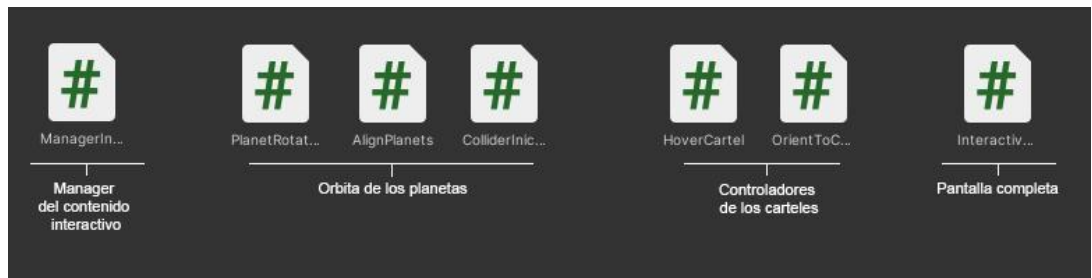 ManagerIn...
PlanetRotat...
AlignPlanets
ColliderInic...
HoverCartel
OrientToC...
Interactiv...
Manager
del contenido
interactivo
Orbita de los planetas
Controladores
de los carteles
Pantalla completa